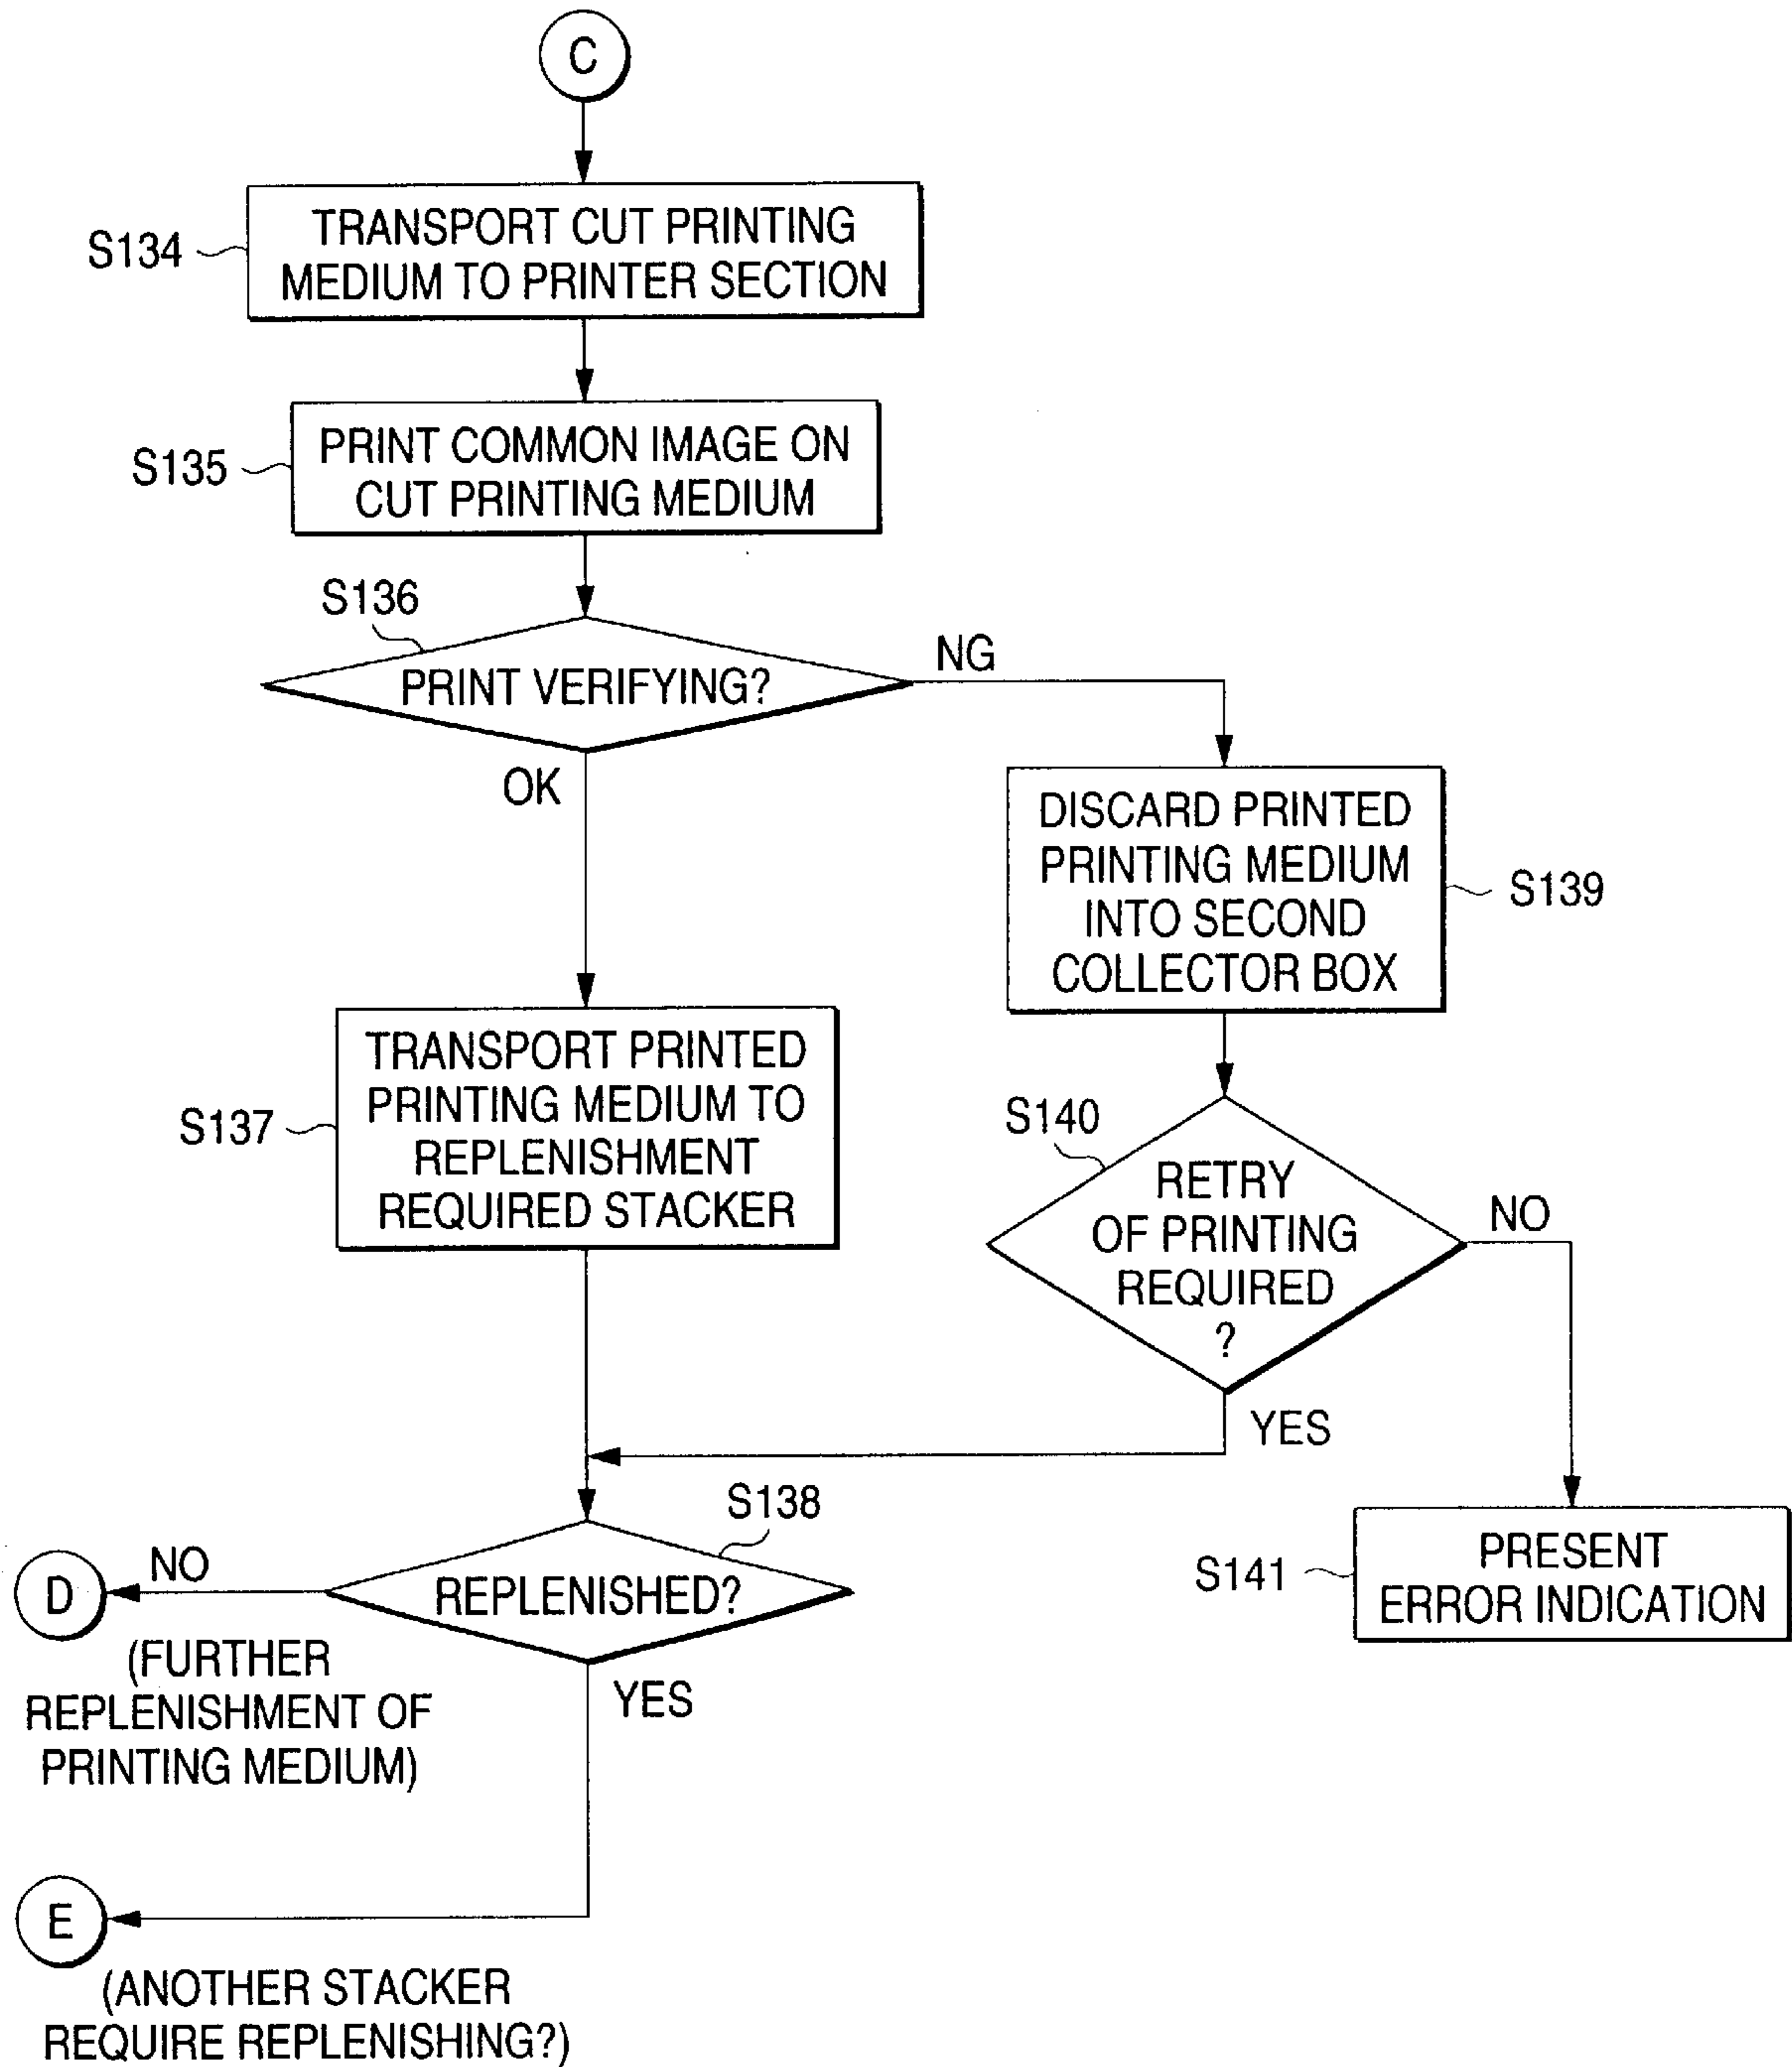 C
S134
TRANSPORT CUT PRINTING
MEDIUM TO PRINTER SECTION
S135
PRINT COMMON IMAGE ON
CUT PRINTING MEDIUM
S136
PRINT VERIFYING?
NG
OK
DISCARD PRINTED
PRINTING MEDIUM
INTO SECOND
COLLECTOR BOX
S139
S137
TRANSPORT PRINTED
PRINTING MEDIUM TO
REPLENISHMENT
REQUIRED STACKER
S140
RETRY
OF PRINTING
REQUIRED
?
NO
YES
S138
REPLENISHED?
NO
D
(FURTHER
REPLENISHMENT OF
PRINTING MEDIUM)
YES
S141
PRESENT
ERROR INDICATION
E
(ANOTHER STACKER
REQUIRE REPLENISHING?)